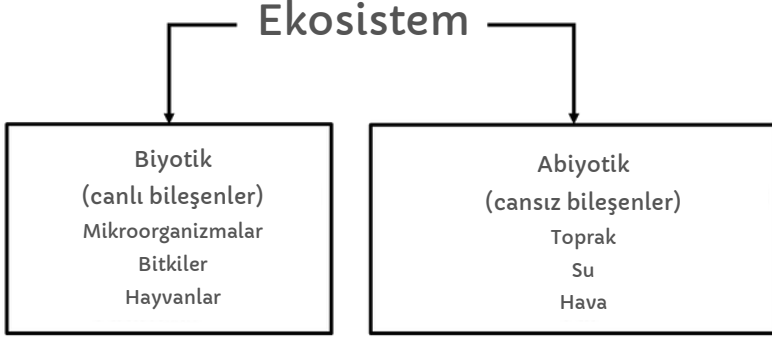 Ekosistem
Biyotik
(canlı bileşenler)
Mikroorganizmalar
Bitkiler
Hayvanlar
Abiyotik
(cansız bileşenler)
Toprak
Su
Hava